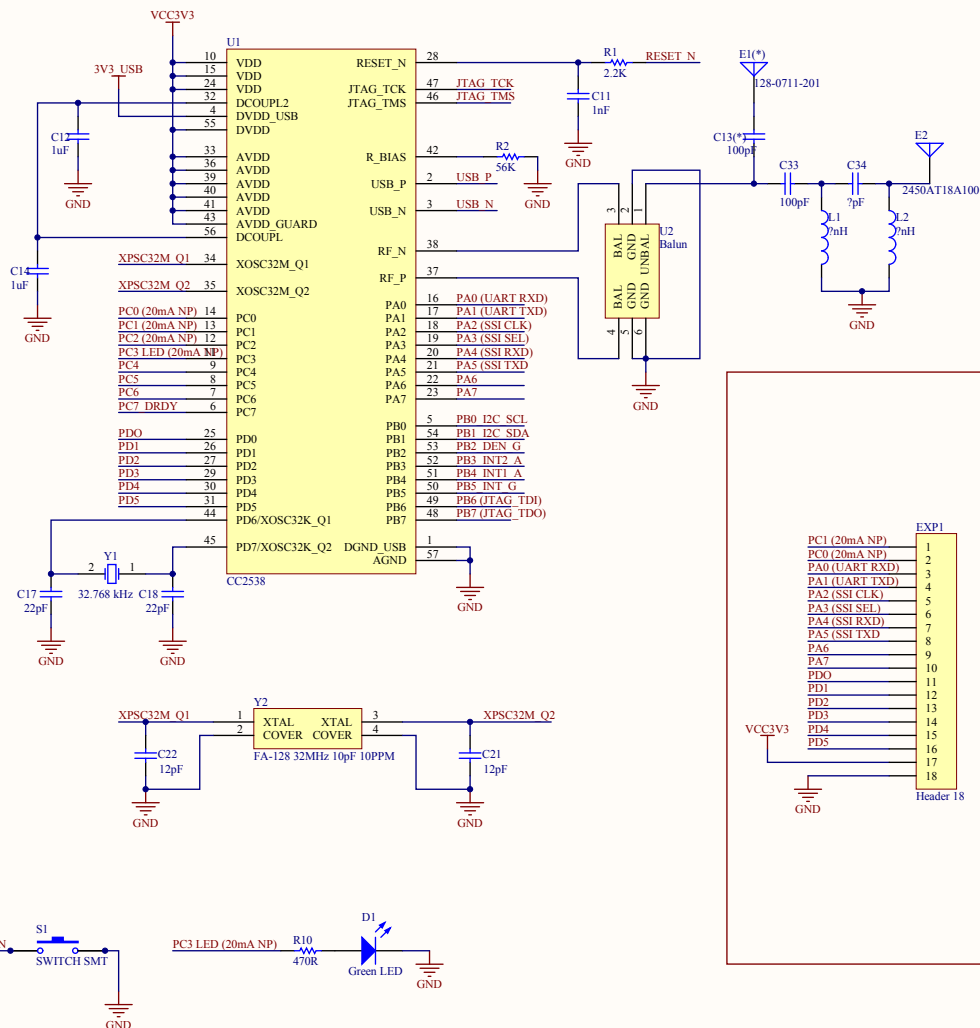 VCC3V3
3V3_USB
U1
CC2538
10 VDD
15 VDD
24 VDD
32 DCOUPL2
4 DVDD_USB
55 DVDD
33 AVDD
36 AVDD
39 AVDD
40 AVDD
41 AVDD
43 AVDD_GUARD
56 DCOUPL
XPSC32M_Q1 34 XOSC32M_Q1
XPSC32M_Q2 35 XOSC32M_Q2
PC0 (20mA NP) 14 PC0
PC1 (20mA NP) 13 PC1
PC2 (20mA NP) 12 PC2
PC3 LED (20mA NP) 11 PC3
PC4 9 PC4
PC5 8 PC5
PC6 7 PC6
PC7_DRDY 6 PC7
PDO 25 PD0
PD1 26 PD1
PD2 27 PD2
PD3 29 PD3
PD4 30 PD4
PD5 31 PD5
44 PD6/XOSC32K_Q1
45 PD7/XOSC32K_Q2
RESET_N 28
JTAG_TCK 47 JTAG_TCK
JTAG_TMS 46 JTAG_TMS
R_BIAS 42
USB_P 2 USB_P
USB_N 3 USB_N
RF_N 38
RF_P 37
PA0 16 PA0 (UART RXD)
PA1 17 PA1 (UART TXD)
PA2 18 PA2 (SSI CLK)
PA3 19 PA3 (SSI SEL)
PA4 20 PA4 (SSI RXD)
PA5 21 PA5 (SSI TXD
PA6 22 PA6
PA7 23 PA7
PB0 5 PB0_I2C_SCL
PB1 54 PB1_I2C_SDA
PB2 53 PB2_DEN_G
PB3 52 PB3_INT2_A
PB4 51 PB4_INT1_A
PB5 50 PB5_INT_G
PB6 49 PB6 (JTAG_TDI)
PB7 48 PB7 (JTAG_TDO)
DGND_USB 1
AGND 57
GND
C12
1uF
GND
C14
1uF
GND
R1
2.2K
RESET_N
C11
1nF
GND
R2
56K
GND
3 2 1
BAL GND UNBAL
BAL GND GND
4 5 6
U2
Balun
GND
E1(*)
128-0711-201
C13(*)
100pF
C33
100pF
C34
?pF
E2
2450AT18A100
L1
?nH
L2
?nH
GND
Y1
2 1
32.768 kHz
C17
22pF
GND
C18
22pF
GND
XPSC32M_Q1
Y2
1 XTAL XTAL 3
2 COVER COVER 4
FA-128 32MHz 10pF 10PPM
XPSC32M_Q2
C22
12pF
GND
C21
12pF
GND
EXP1
PC1 (20mA NP) 1
PC0 (20mA NP) 2
PA0 (UART RXD) 3
PA1 (UART TXD) 4
PA2 (SSI CLK) 5
PA3 (SSI SEL) 6
PA4 (SSI RXD) 7
PA5 (SSI TXD 8
PA6 9
PA7 10
PDO 11
PD1 12
PD2 13
PD3 14
PD4 15
PD5 16
VCC3V3 17
18
GND
Header 18
N
S1
SWITCH SMT
GND
PC3 LED (20mA NP)
R10
470R
D1
Green LED
GND